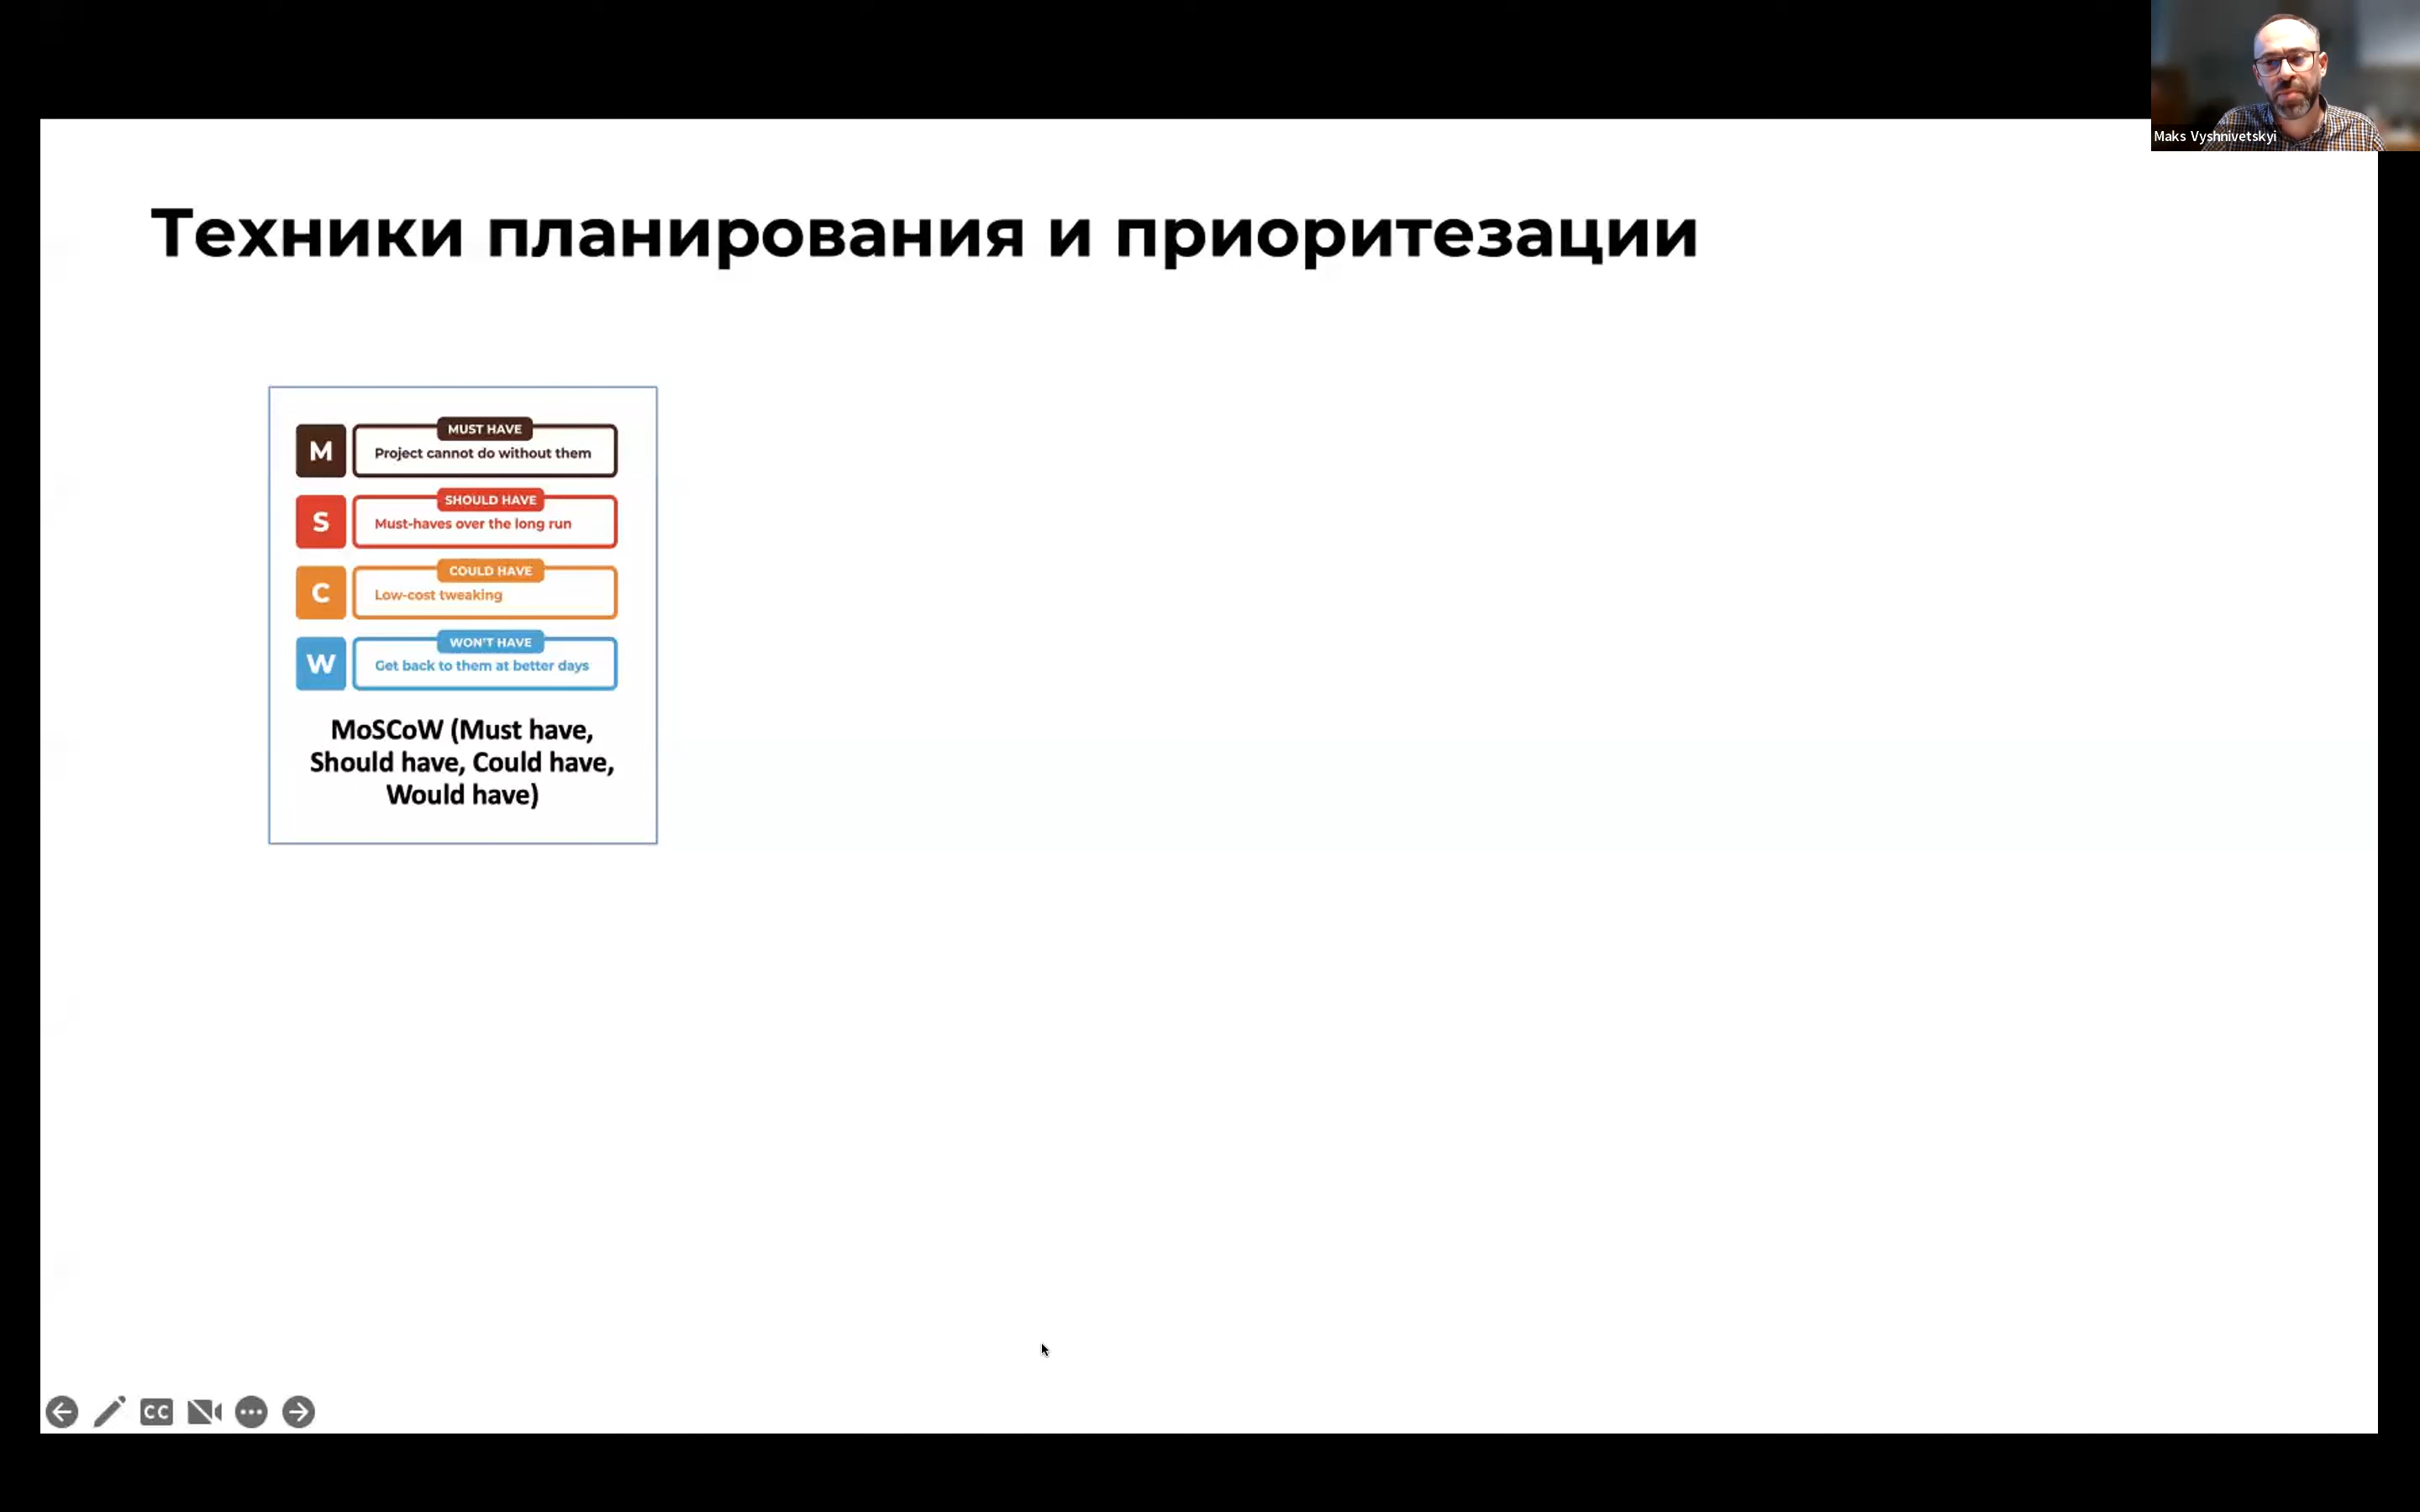 Maks Vyshnivetskyi
Техники планирования и приоритезации
M
MUST HAVE
Project cannot do without them
S
SHOULD HAVE
Must-haves over the long run
C
COULD HAVE
Low-cost tweaking
W
WON'T HAVE
Get back to them at better days
MoSCoW (Must have,
Should have, Could have,
Would have)
CC